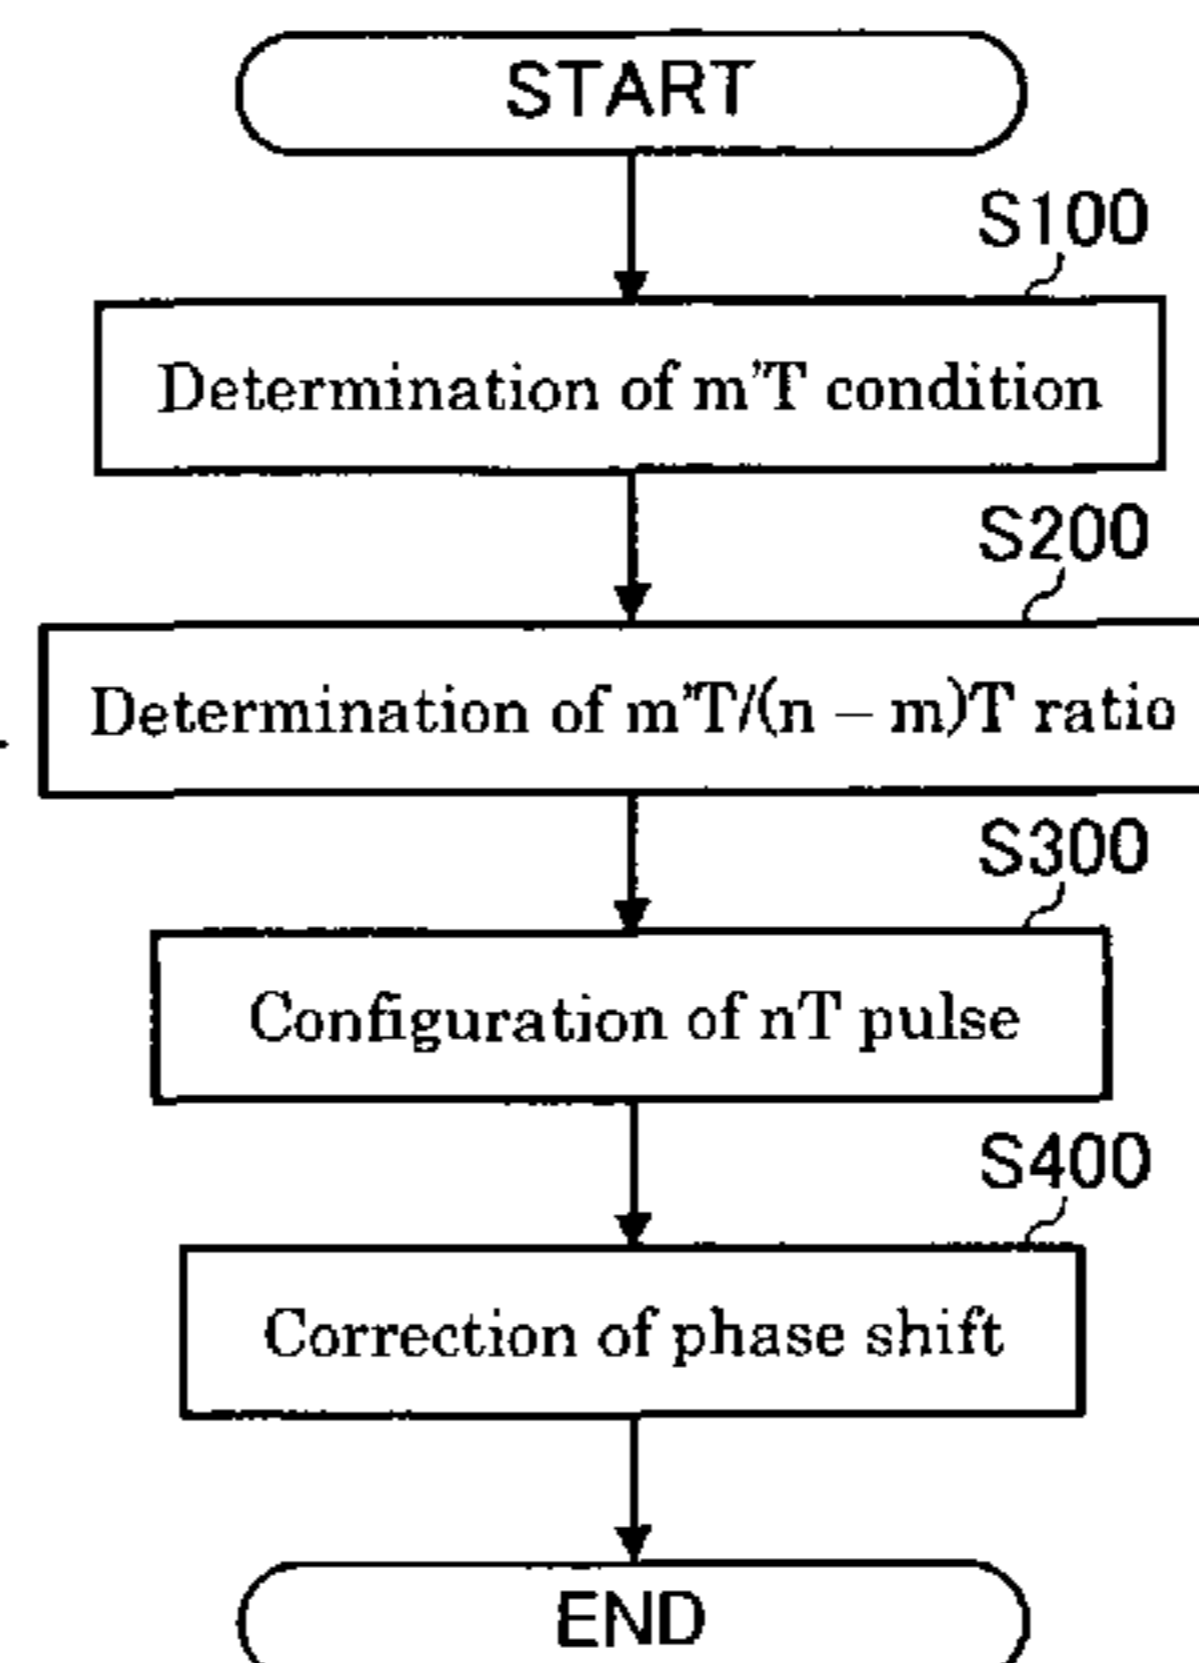 START
S100
Determination of m'T condition
S200
Determination of m'T/(n – m)T ratio
S300
Configuration of nT pulse
S400
Correction of phase shift
END